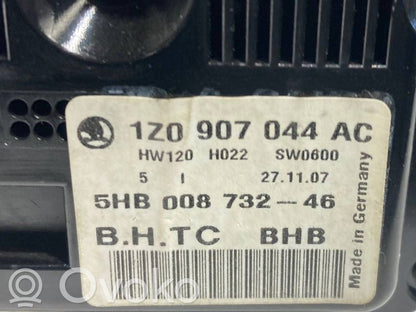 1Z0 907 044 AC
HW120 H022 SW0600
5 I 27.11.07
5HB 008 732-46
B.H.TC BHB
Made in Germany
© Ovoko